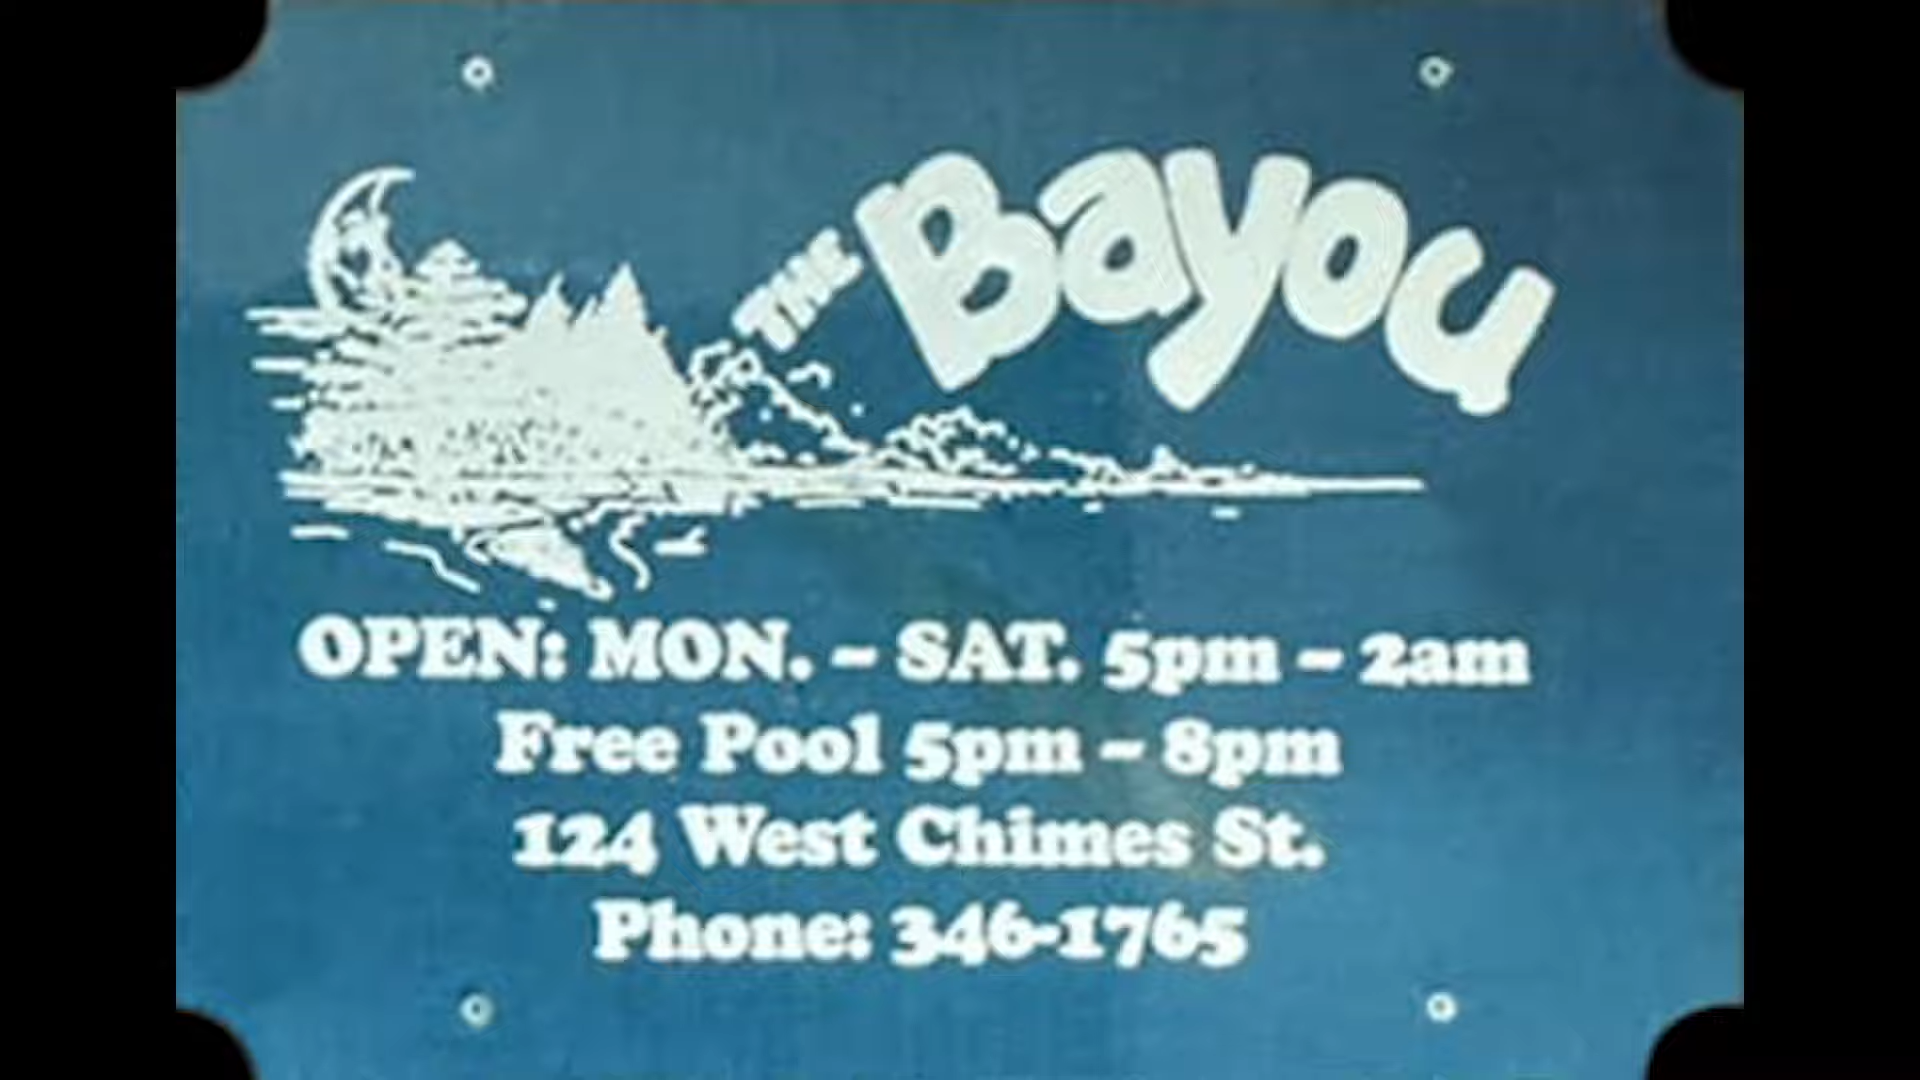 THE Bayou
OPEN: MON. – SAT. 5pm – 2am
Free Pool 5pm – 8pm
124 West Chimes St.
Phone: 346-1765